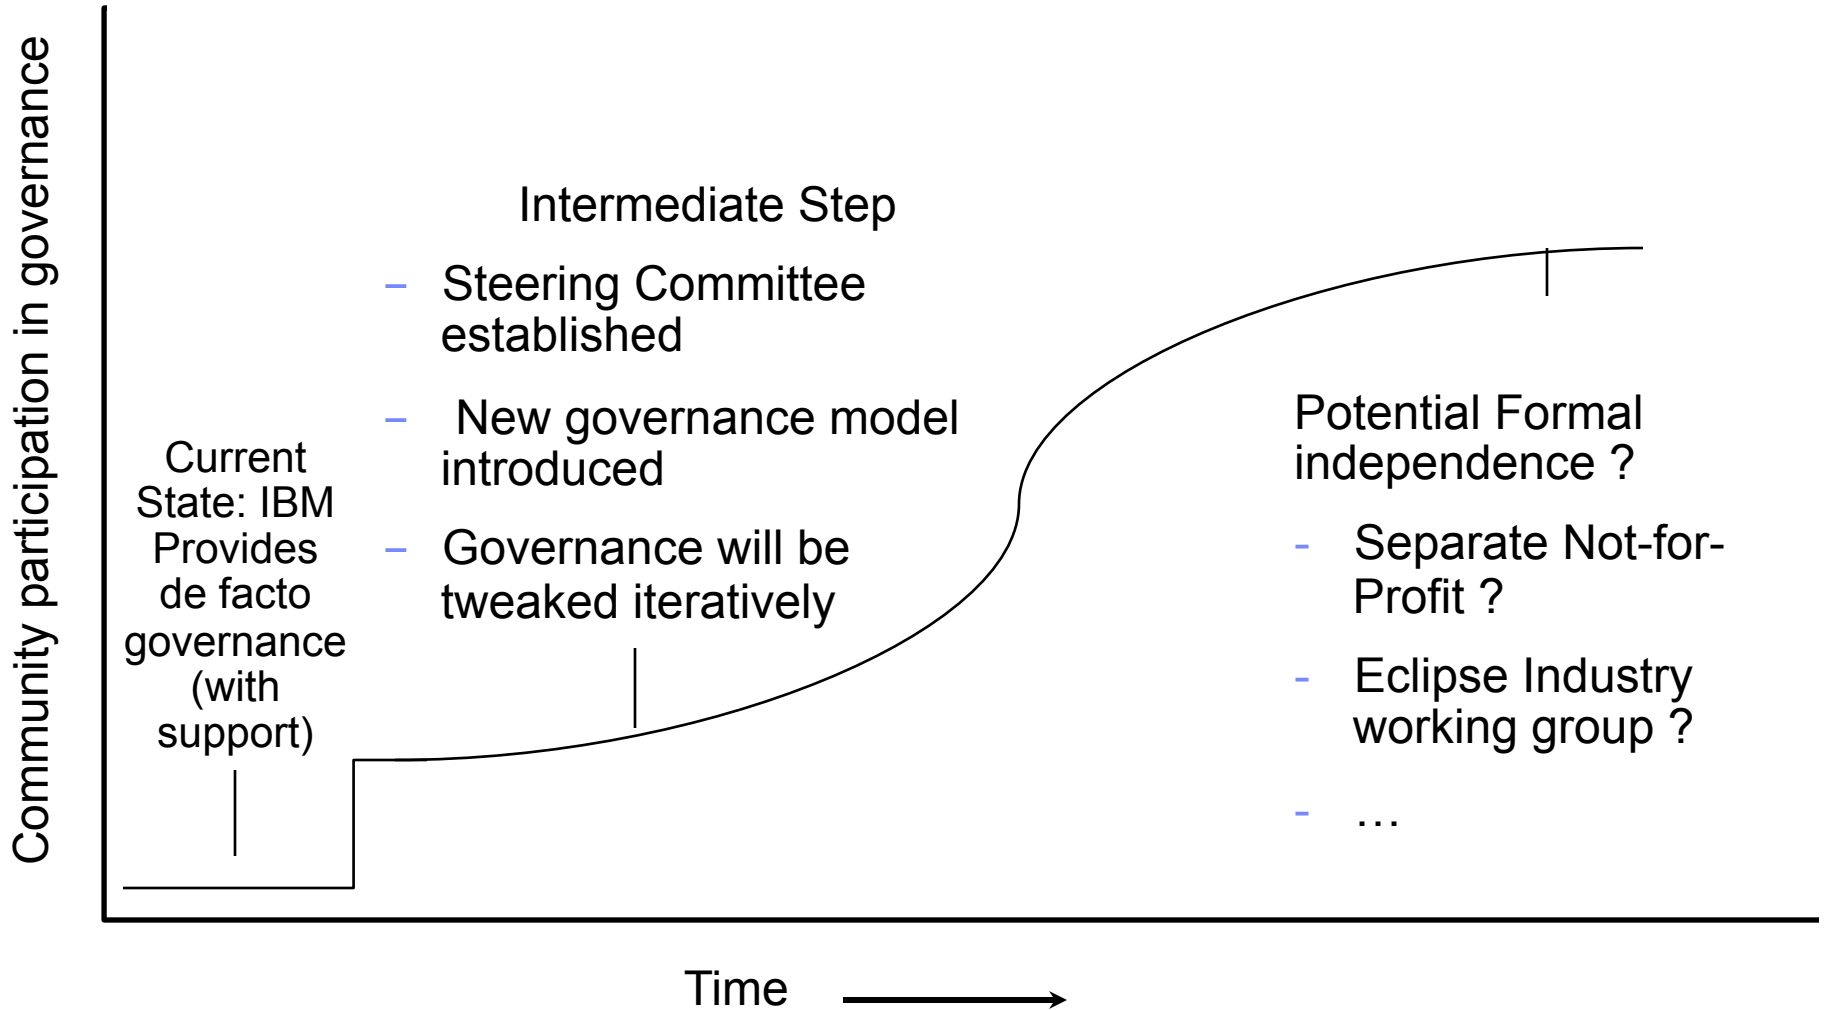 Community participation in governance
Current
State: IBM
Provides
de facto
governance
(with
support)
Intermediate Step
– Steering Committee
established
– New governance model
introduced
– Governance will be
tweaked iteratively
Potential Formal
independence ?
- Separate Not-for-
Profit ?
- Eclipse Industry
working group ?
- …
Time